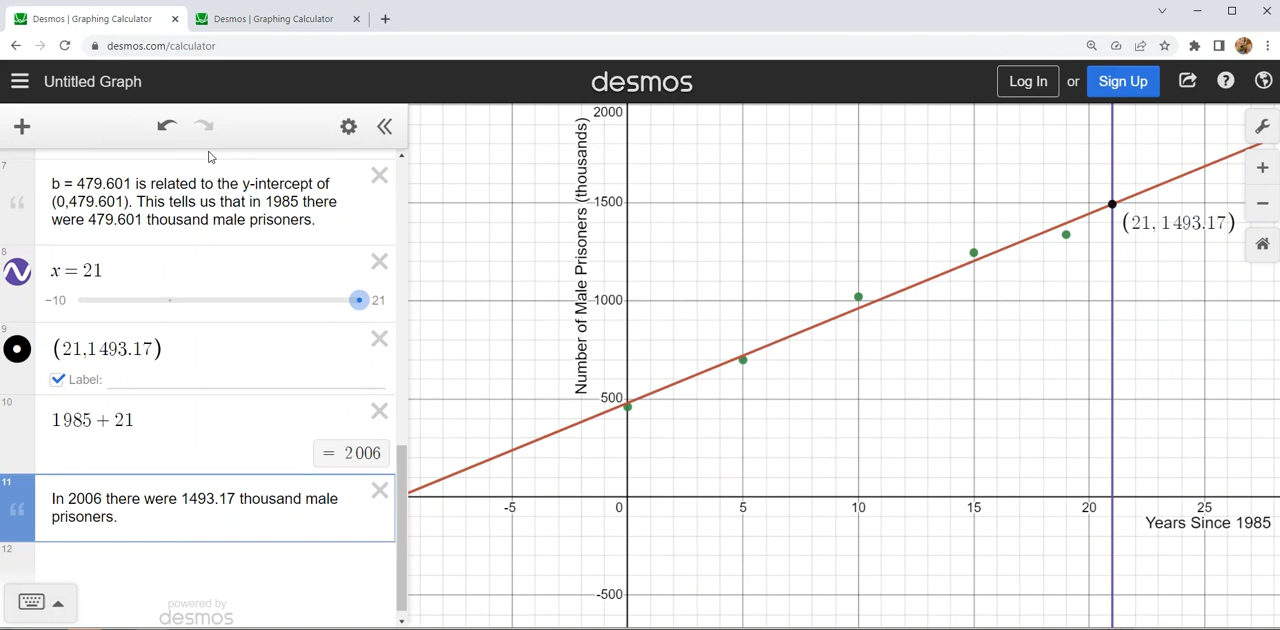 Desmos | Graphing Calculator
Desmos | Graphing Calculator
desmos.com/calculator
Untitled Graph
desmos
Log In or Sign Up
7
b = 479.601 is related to the y-intercept of
(0,479.601). This tells us that in 1985 there
were 479.601 thousand male prisoners.
8
x = 21
−10
21
9
(21,1493.17)
Label:
10
1985 + 21
= 2006
11
In 2006 there were 1493.17 thousand male
prisoners.
12
powered by
desmos
Number of Male Prisoners (thousands)
2000
1500
1000
500
-500
-5
0
5
10
15
20
25
(21, 1493.17)
Years Since 1985